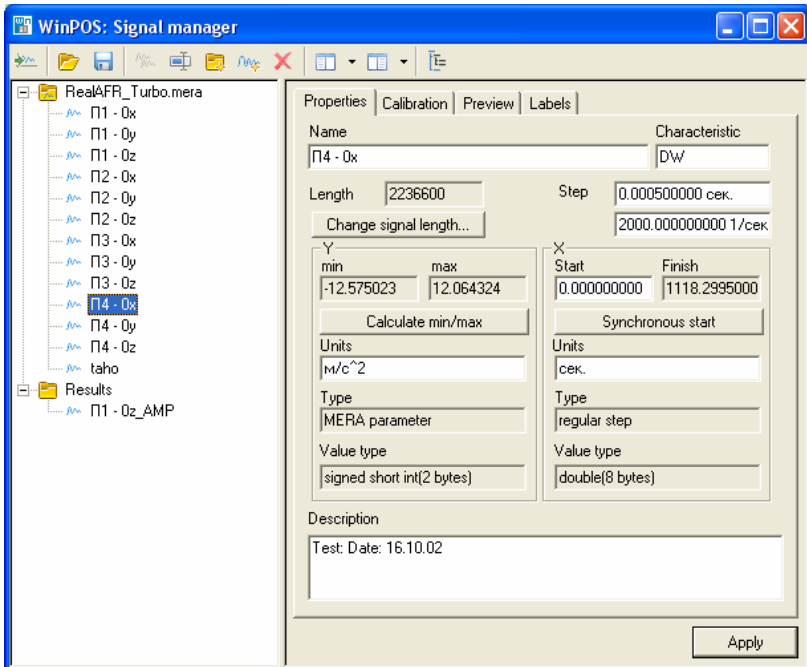 WinPOS: Signal manager
RealAFR_Turbo.mera
П1 - 0x
П1 - 0y
П1 - 0z
П2 - 0x
П2 - 0y
П2 - 0z
П3 - 0x
П3 - 0y
П3 - 0z
П4 - 0x
П4 - 0y
П4 - 0z
taho
Results
П1 - 0z_AMP
Properties Calibration Preview Labels
Name Characteristic
П4 - 0x DW
Length 2236600 Step 0.000500000 сек.
Change signal length... 2000.000000000 1/сек
Y X
min max Start Finish
-12.575023 12.064324 0.000000000 1118.2995000
Calculate min/max Synchronous start
Units Units
м/с^2 сек.
Type Type
MERA parameter regular step
Value type Value type
signed short int(2 bytes) double(8 bytes)
Description
Test: Date: 16.10.02
Apply